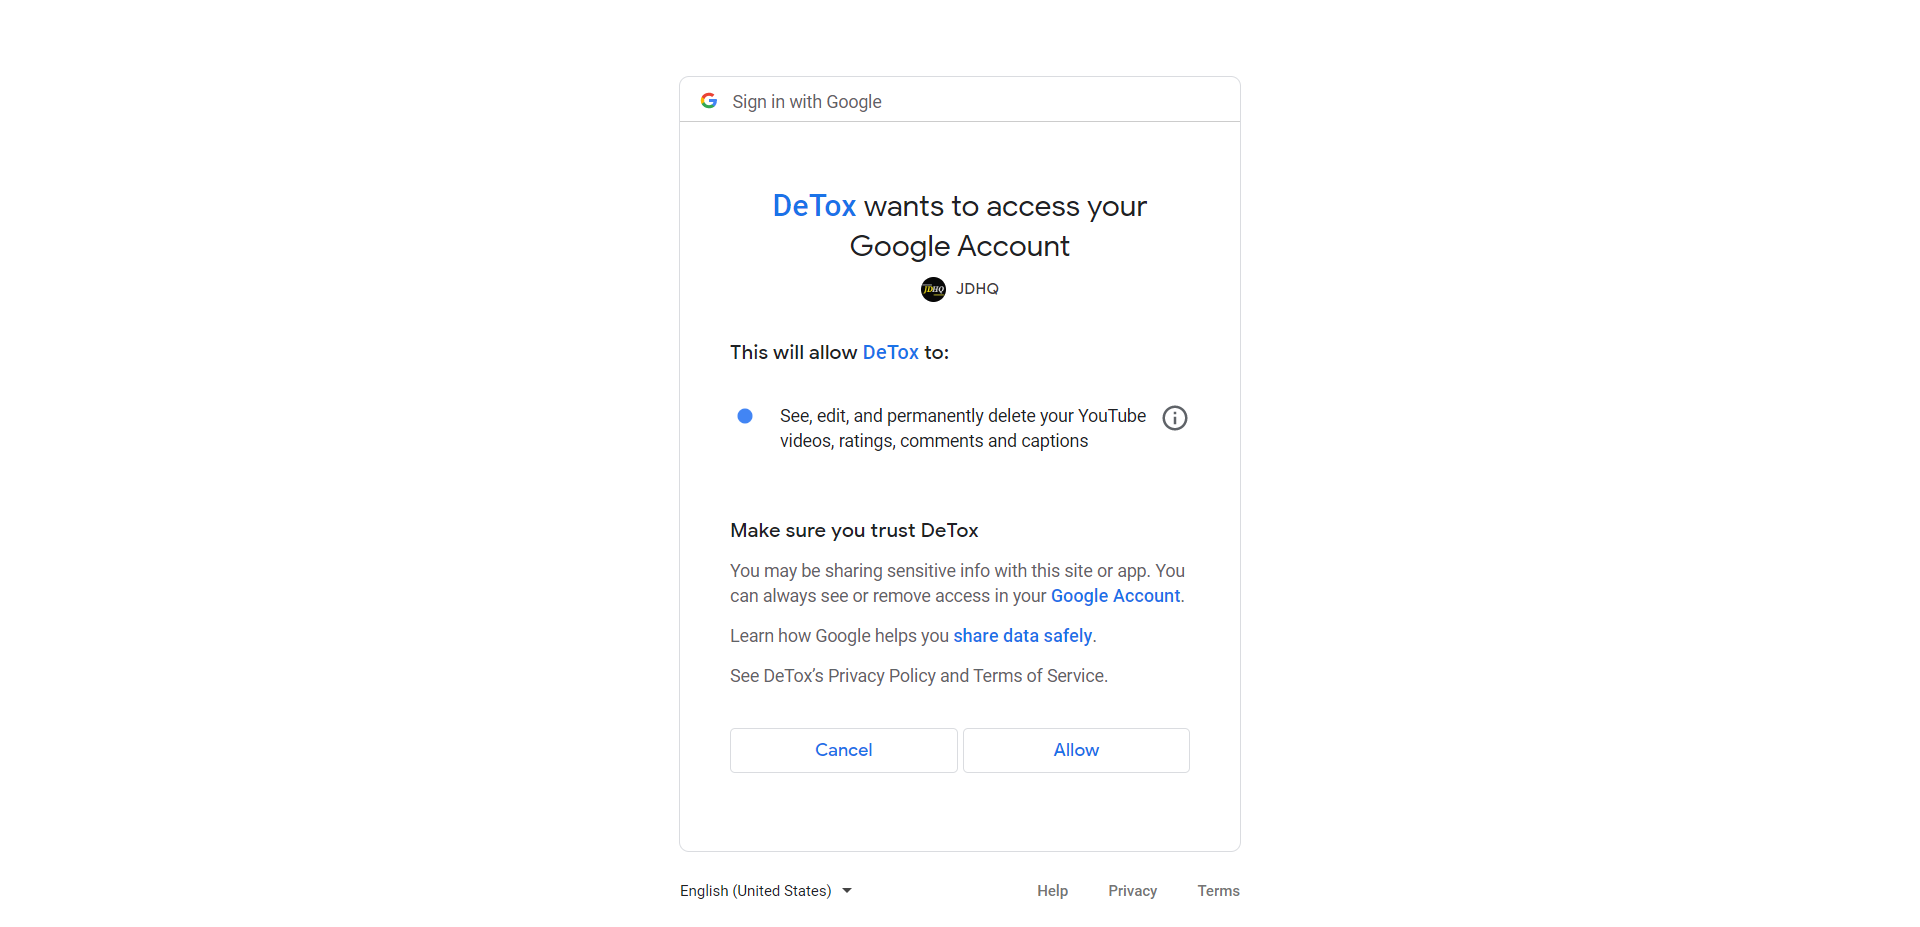 Sign in with Google
DeTox wants to access your
Google Account
JDHQ JDHQ
This will allow DeTox to:
See, edit, and permanently delete your YouTube
videos, ratings, comments and captions
Make sure you trust DeTox
You may be sharing sensitive info with this site or app. You
can always see or remove access in your Google Account.
Learn how Google helps you share data safely.
See DeTox’s Privacy Policy and Terms of Service.
Cancel Allow
English (United States) Help Privacy Terms